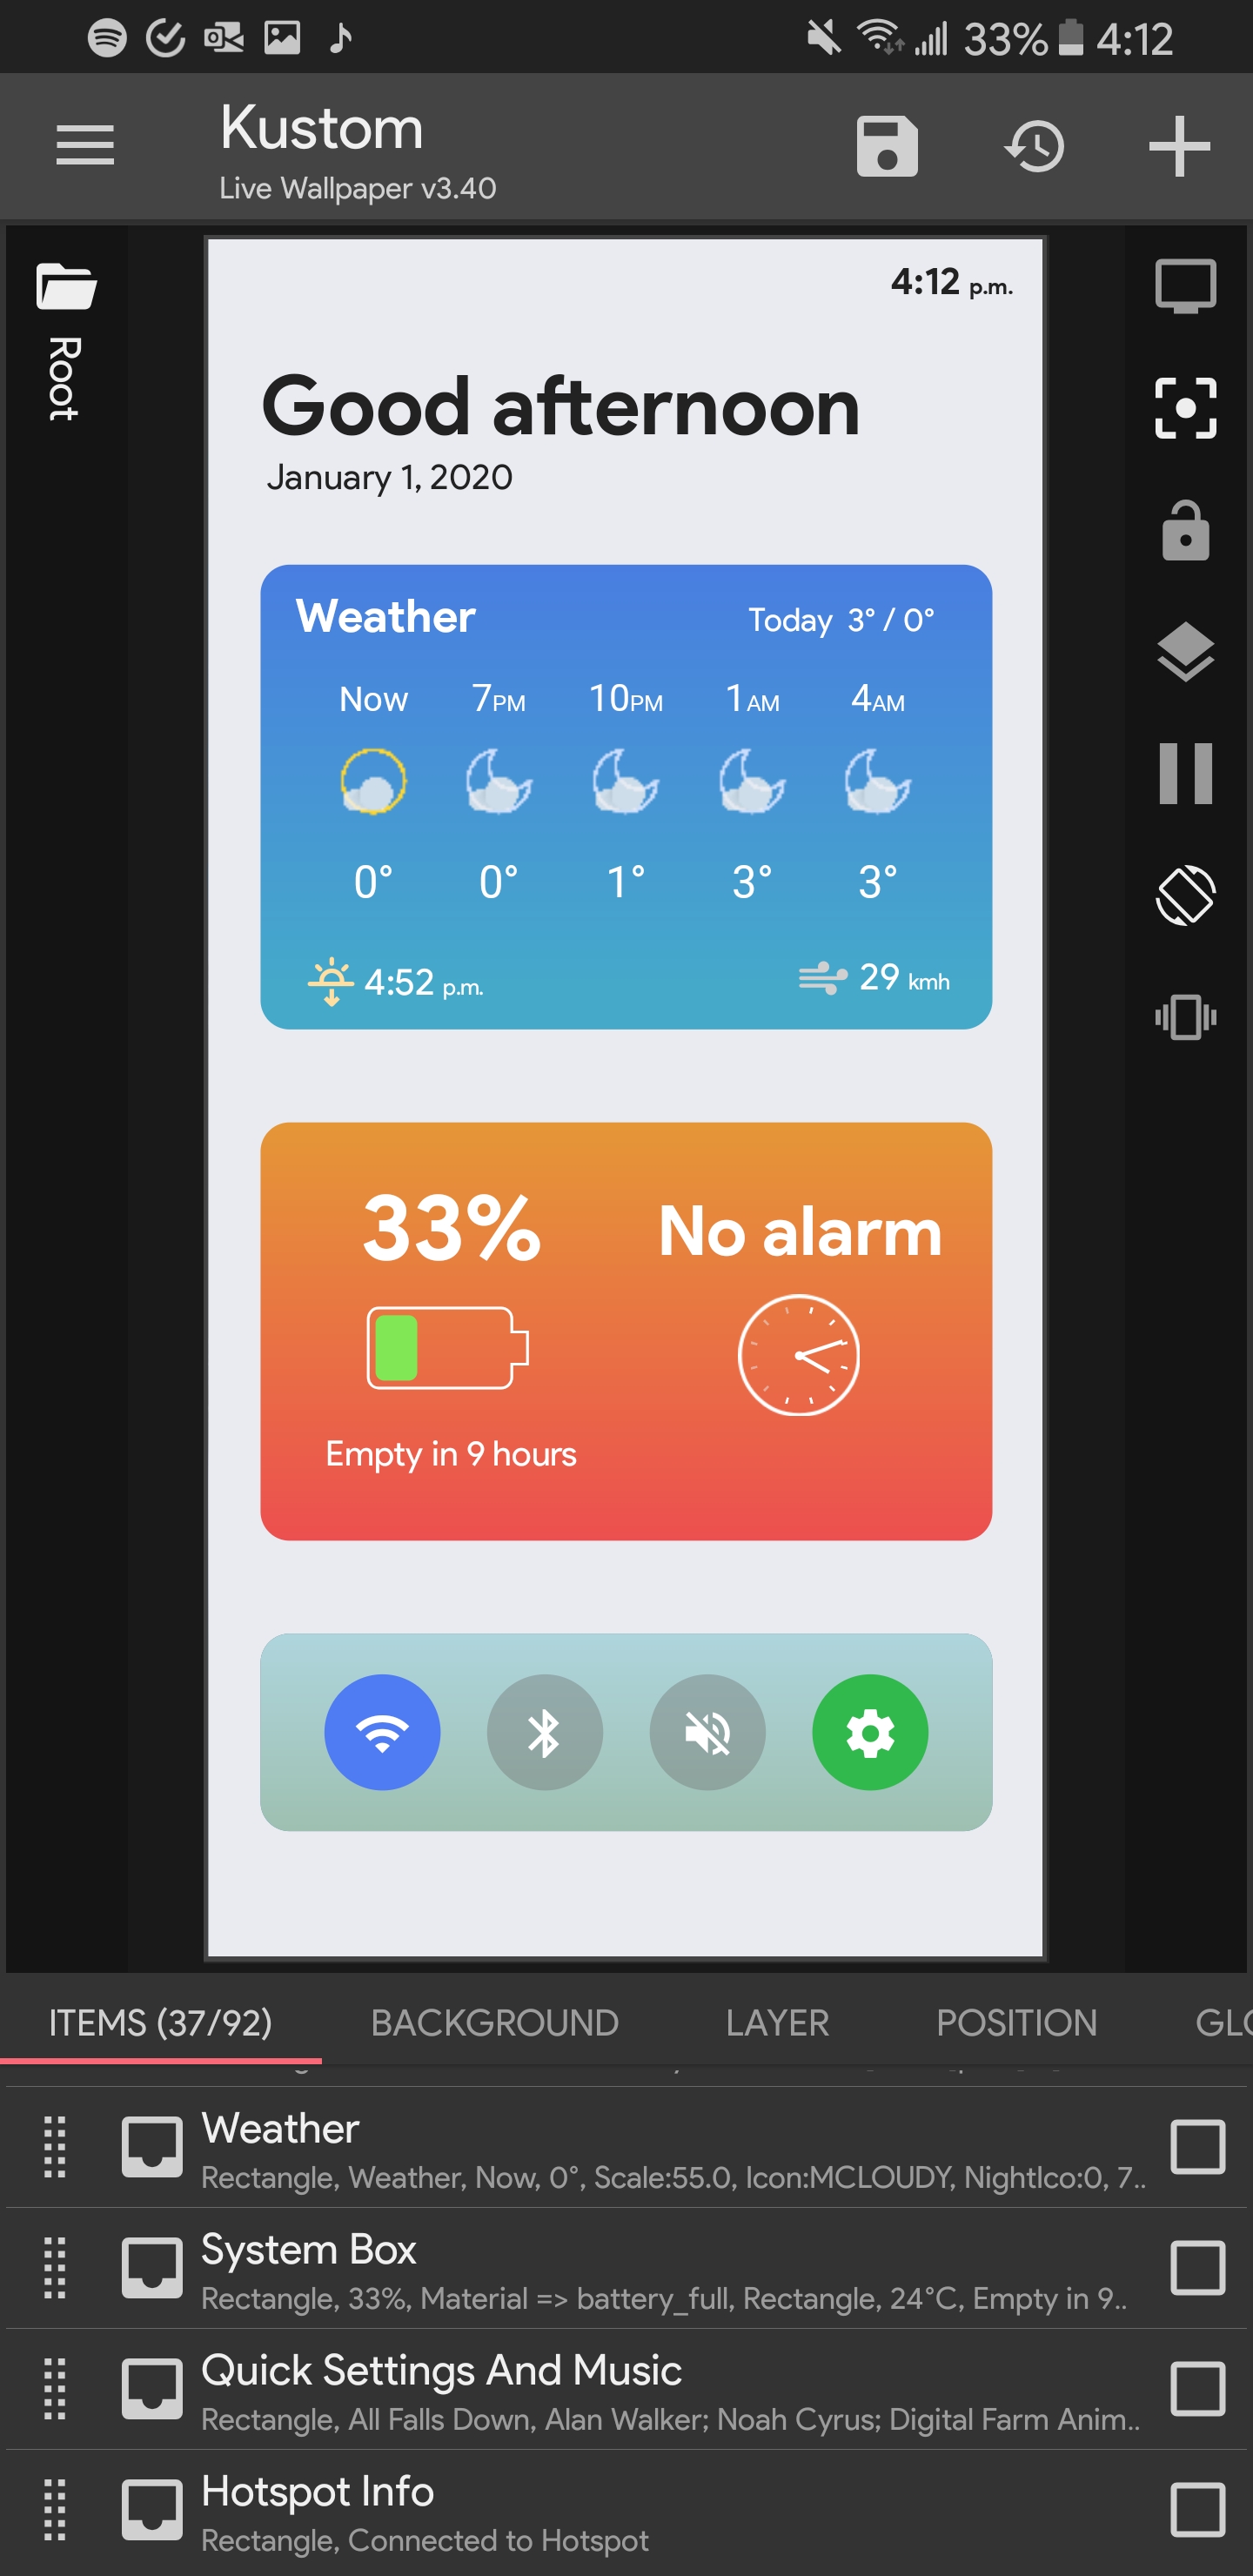 33% 4:12
Kustom
Live Wallpaper v3.40
Root
4:12 p.m.
Good afternoon
January 1, 2020
Weather Today 3° / 0°
Now 7PM 10PM 1AM 4AM
0° 0° 1° 3° 3°
4:52 p.m. 29 kmh
33% No alarm
Empty in 9 hours
ITEMS (37/92) BACKGROUND LAYER POSITION
Weather
Rectangle, Weather, Now, 0°, Scale:55.0, Icon:MCLOUDY, NightIco:0, 7..
System Box
Rectangle, 33%, Material => battery_full, Rectangle, 24°C, Empty in 9..
Quick Settings And Music
Rectangle, All Falls Down, Alan Walker; Noah Cyrus; Digital Farm Anim..
Hotspot Info
Rectangle, Connected to Hotspot